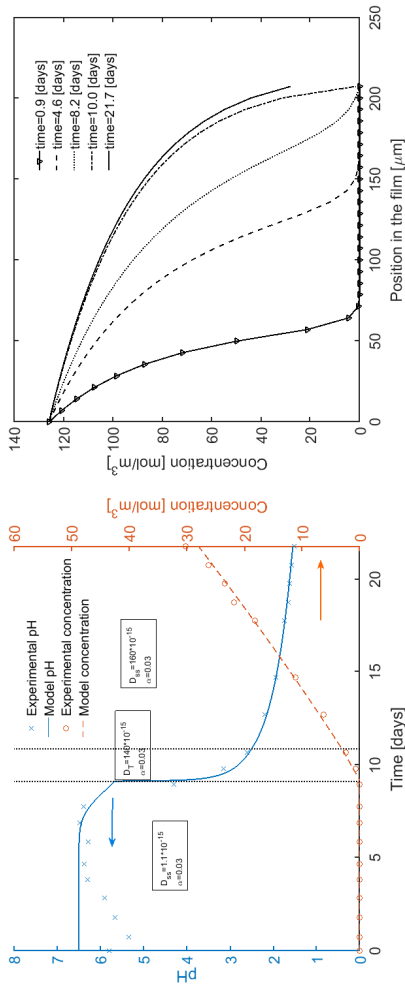 8
7
6
5
4
3
2
1
0
pH
0
5
10
15
20
Time [days]
60
50
40
30
20
10
0
Concentration [mol/m³]
Expenmental pH
Model pH
Experimental concentration
Model concentration
D_ss=1.1*10^-15
α=0.03
D_T=140*10^-15
α=0.03
D_ss=160*10^-15
α=0.03
140
120
100
80
60
40
20
0
Concentration [mol/m³]
0
50
100
150
200
250
Position in the film [μm]
time=0.9 [days]
time=4.6 [days]
time=8.2 [days]
time=10.0 [days]
time=21.7 [days]